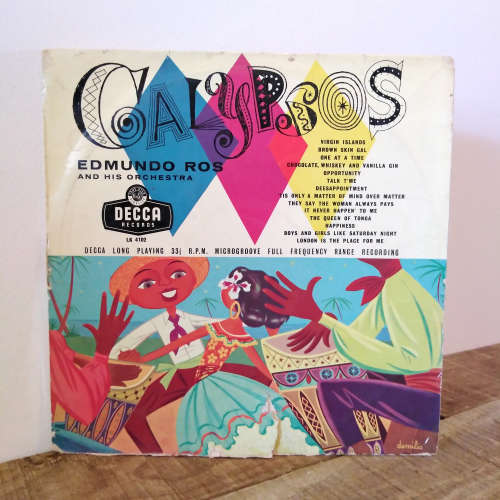 CALYPSOS
EDMUNDO ROS
AND HIS ORCHESTRA
DECCA
RECORDS
LK 4102
VIRGIN ISLANDS
BROWN SKIN GAL
ONE AT A TIME
CHOCOLATE, WHISKEY AND VANILLA GIN
OPPORTUNITY
TALK T'ME
DEESAPPOINTMENT
'TIS ONLY A MATTER OF MIND OVER MATTER
THEY SAY THE WOMAN ALWAYS PAYS
IT NEVER HAPPEN' TO ME
THE QUEEN OF TONGA
HAPPINESS
BOYS AND GIRLS LIKE SATURDAY NIGHT
LONDON IS THE PLACE FOR ME
DECCA LONG PLAYING 33⅓ R.P.M. MICROGROOVE FULL FREQUENCY RANGE RECORDING